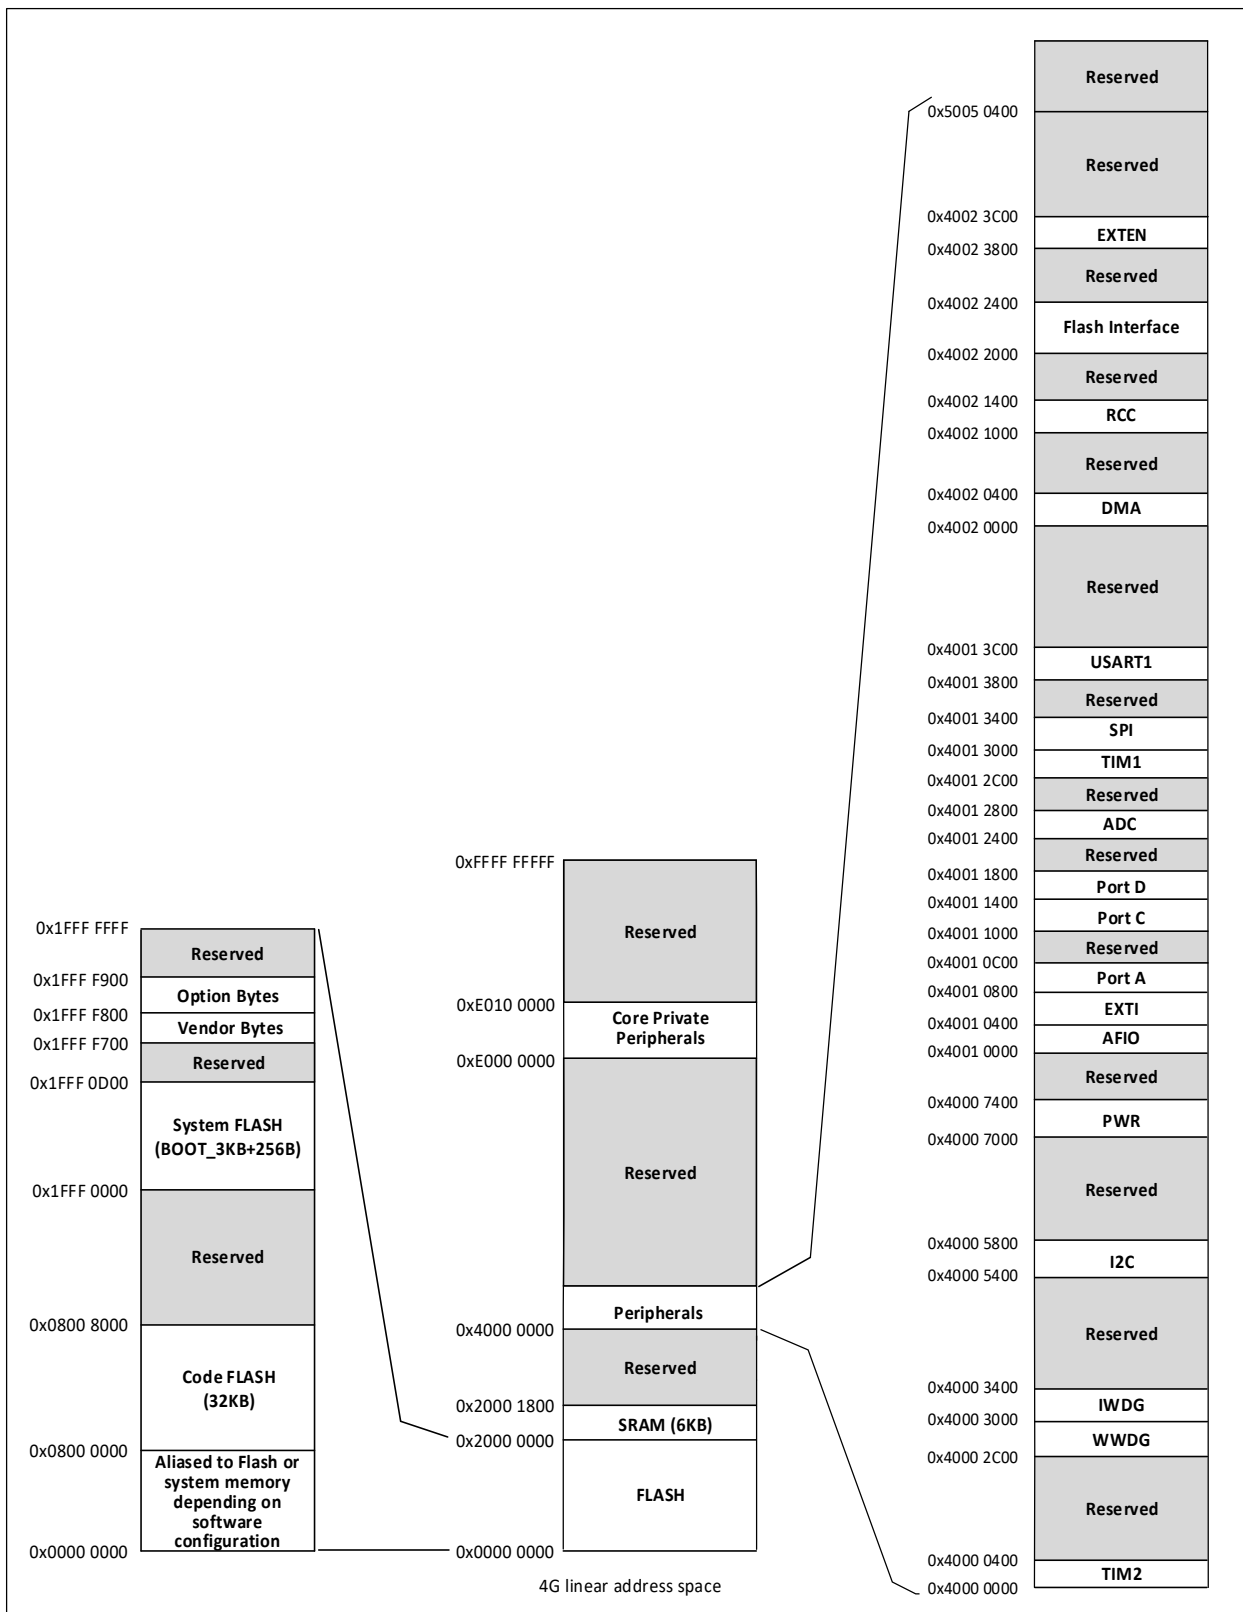 Reserved
0x5005 0400
Reserved
0x4002 3C00
EXTEN
0x4002 3800
Reserved
0x4002 2400
Flash Interface
0x4002 2000
Reserved
0x4002 1400
RCC
0x4002 1000
Reserved
0x4002 0400
DMA
0x4002 0000
Reserved
0x4001 3C00
USART1
0x4001 3800
Reserved
0x4001 3400
SPI
0x4001 3000
TIM1
0x4001 2C00
Reserved
0x4001 2800
ADC
0x4001 2400
Reserved
0x4001 1800
Port D
0x4001 1400
Port C
0x4001 1000
Reserved
0x4001 0C00
Port A
0x4001 0800
EXTI
0x4001 0400
AFIO
0x4001 0000
Reserved
0x4000 7400
PWR
0x4000 7000
Reserved
0x4000 5800
I2C
0x4000 5400
Reserved
0x4000 3400
IWDG
0x4000 3000
WWDG
0x4000 2C00
Reserved
0x4000 0400
TIM2
0x4000 0000
0xFFFF FFFFF
Reserved
0xE010 0000
Core Private
Peripherals
0xE000 0000
Reserved
Peripherals
0x4000 0000
Reserved
0x2000 1800
SRAM (6KB)
0x2000 0000
FLASH
0x0000 0000
4G linear address space
0x1FFF FFFF
Reserved
0x1FFF F900
Option Bytes
0x1FFF F800
Vendor Bytes
0x1FFF F700
Reserved
0x1FFF 0D00
System FLASH
(BOOT_3KB+256B)
0x1FFF 0000
Reserved
0x0800 8000
Code FLASH
(32KB)
0x0800 0000
Aliased to Flash or
system memory
depending on
software
configuration
0x0000 0000